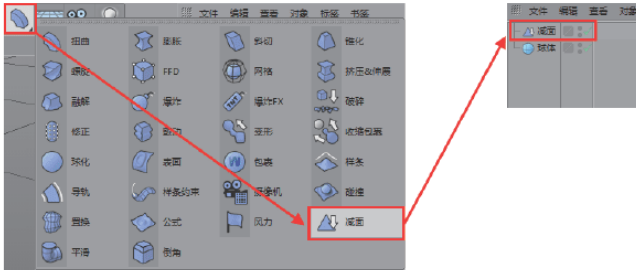 文件 编辑 查看 对象 标签 书签
扭曲 膨胀 斜切 锥化
螺旋 FFD 网格 挤压&伸展
融解 爆炸 爆炸FX 破碎
修正 颤动 变形 收缩包裹
球化 表面 包裹 样条
导轨 样条约束 摄像机 碰撞
置换 公式 风力 减面
平滑 倒角
文件 编辑 查看 对象
减面
球体